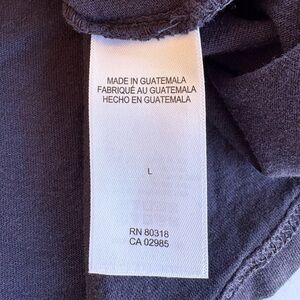 MADE IN GUATEMALA
FABRIQUÉ AU GUATEMALA
HECHO EN GUATEMALA
L
RN 80318
CA 02985